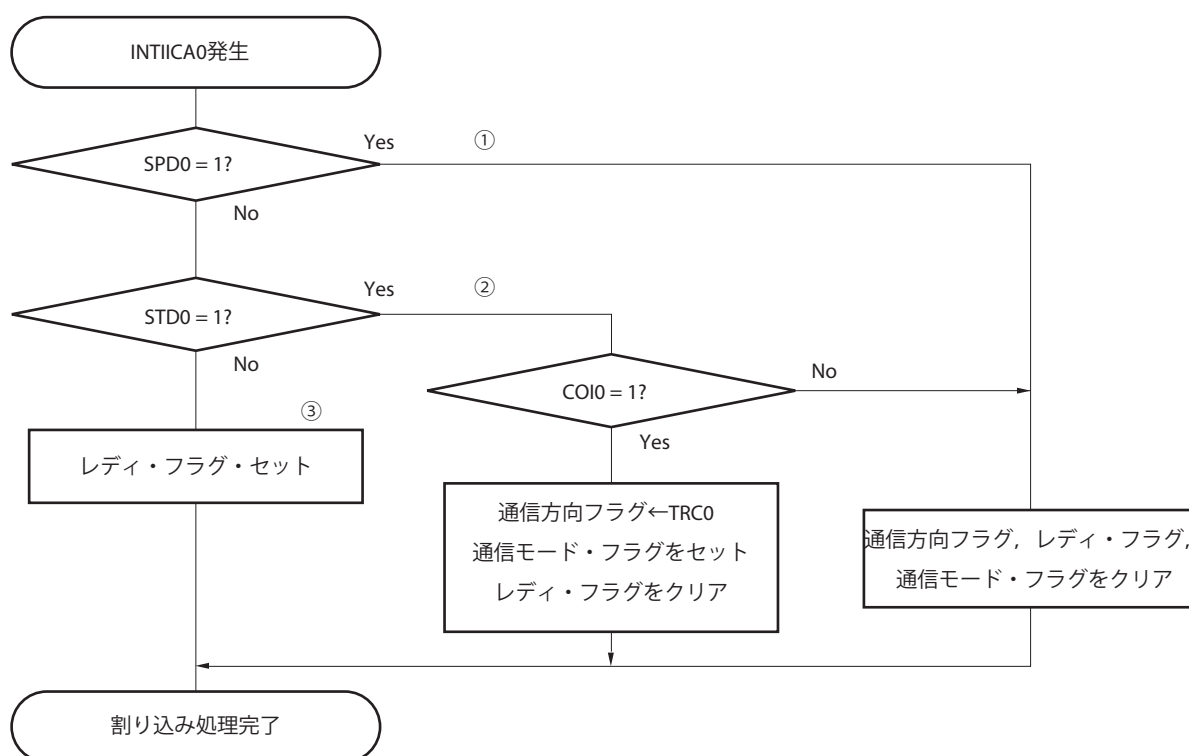 INTIICA0発生
Yes
①
SPD0 = 1?
No
Yes
②
STD0 = 1?
No
No
COI0 = 1?
③
Yes
レディ・フラグ・セット
通信方向フラグ←TRC0
通信モード・フラグをセット
レディ・フラグをクリア
通信方向フラグ，レディ・フラグ，
通信モード・フラグをクリア
割り込み処理完了